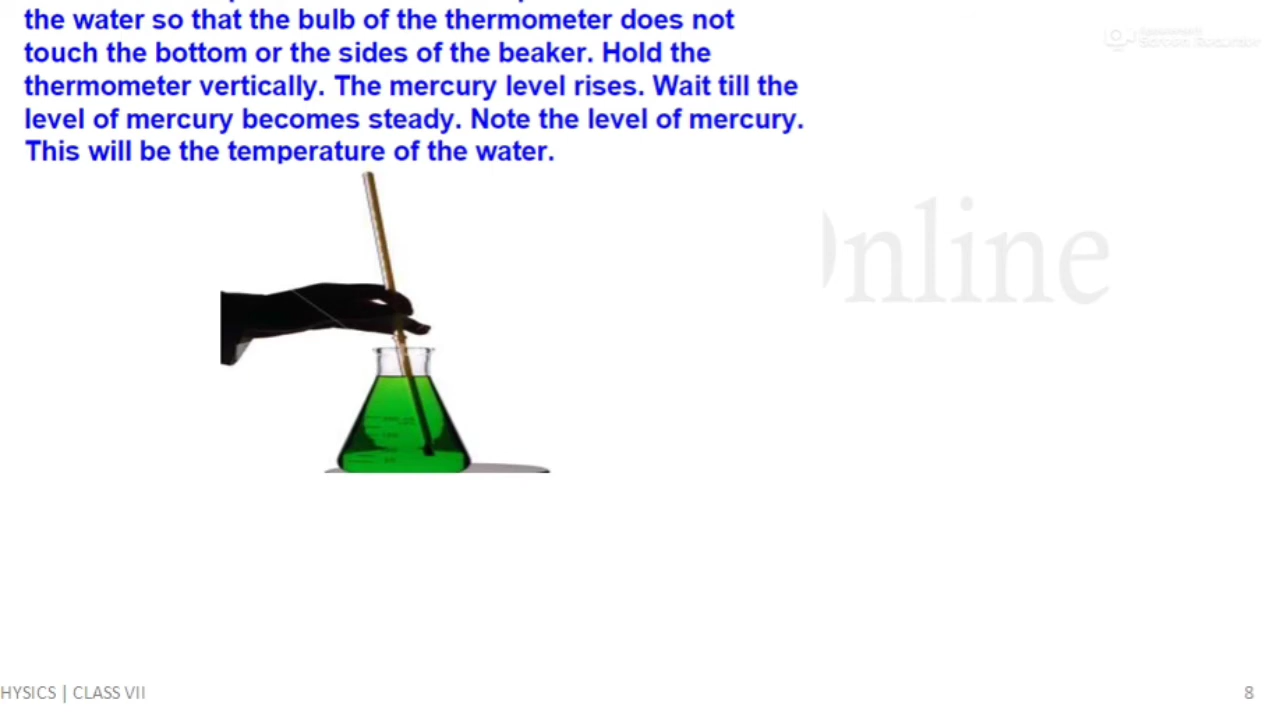 the water so that the bulb of the thermometer does not
touch the bottom or the sides of the beaker. Hold the
thermometer vertically. The mercury level rises. Wait till the
level of mercury becomes steady. Note the level of mercury.
This will be the temperature of the water.
nline
HYSICS | CLASS VII
8